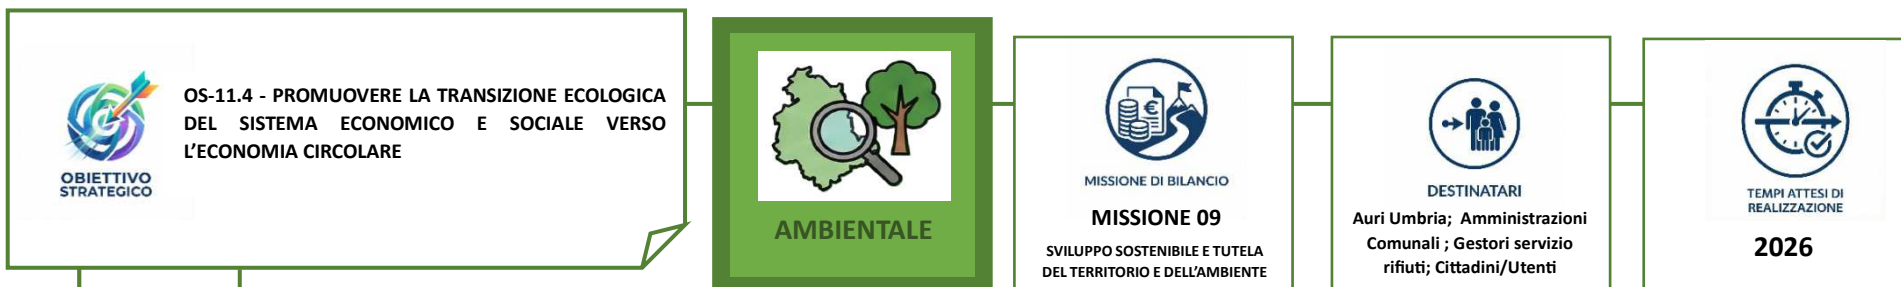 OBIETTIVO
STRATEGICO
OS-11.4 - PROMUOVERE LA TRANSIZIONE ECOLOGICA
DEL SISTEMA ECONOMICO E SOCIALE VERSO
L'ECONOMIA CIRCOLARE
AMBIENTALE
MISSIONE DI BILANCIO
MISSIONE 09
SVILUPPO SOSTENIBILE E TUTELA
DEL TERRITORIO E DELL'AMBIENTE
DESTINATARI
Auri Umbria; Amministrazioni
Comunali ; Gestori servizio
rifiuti; Cittadini/Utenti
TEMPI ATTESI DI
REALIZZAZIONE
2026